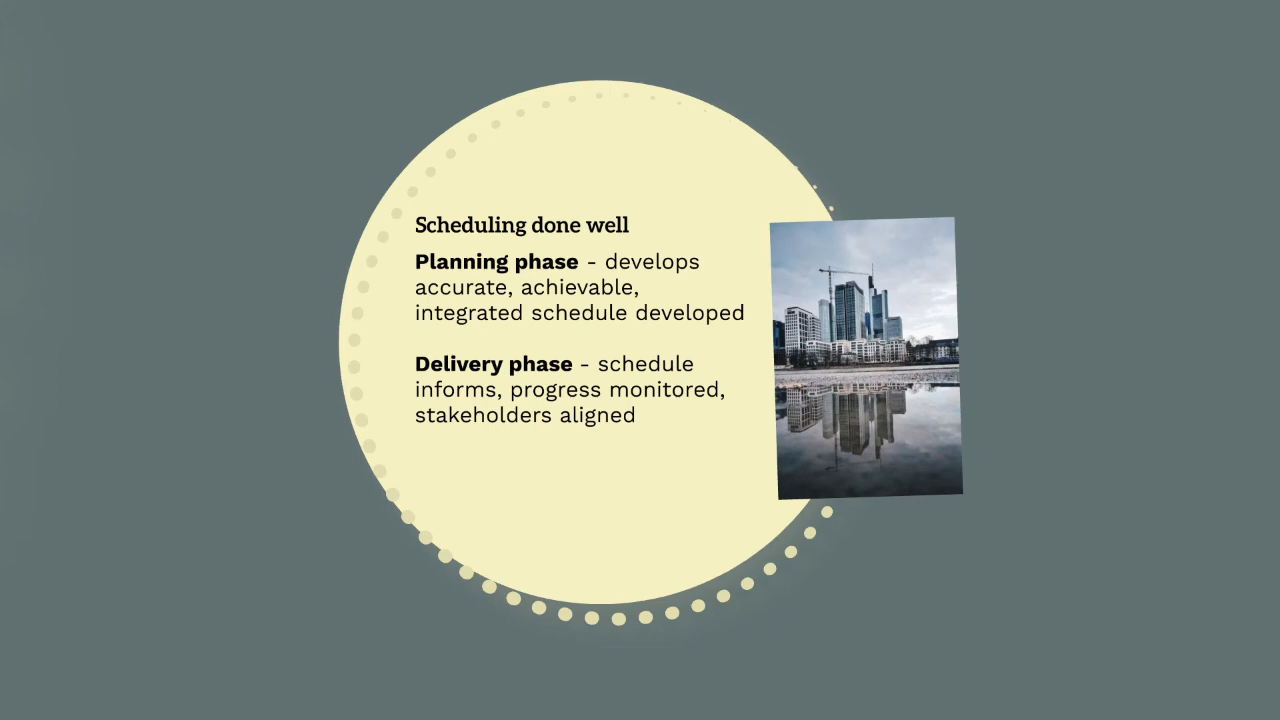 Scheduling done well
Planning phase - develops
accurate, achievable,
integrated schedule developed
Delivery phase - schedule
informs, progress monitored,
stakeholders aligned